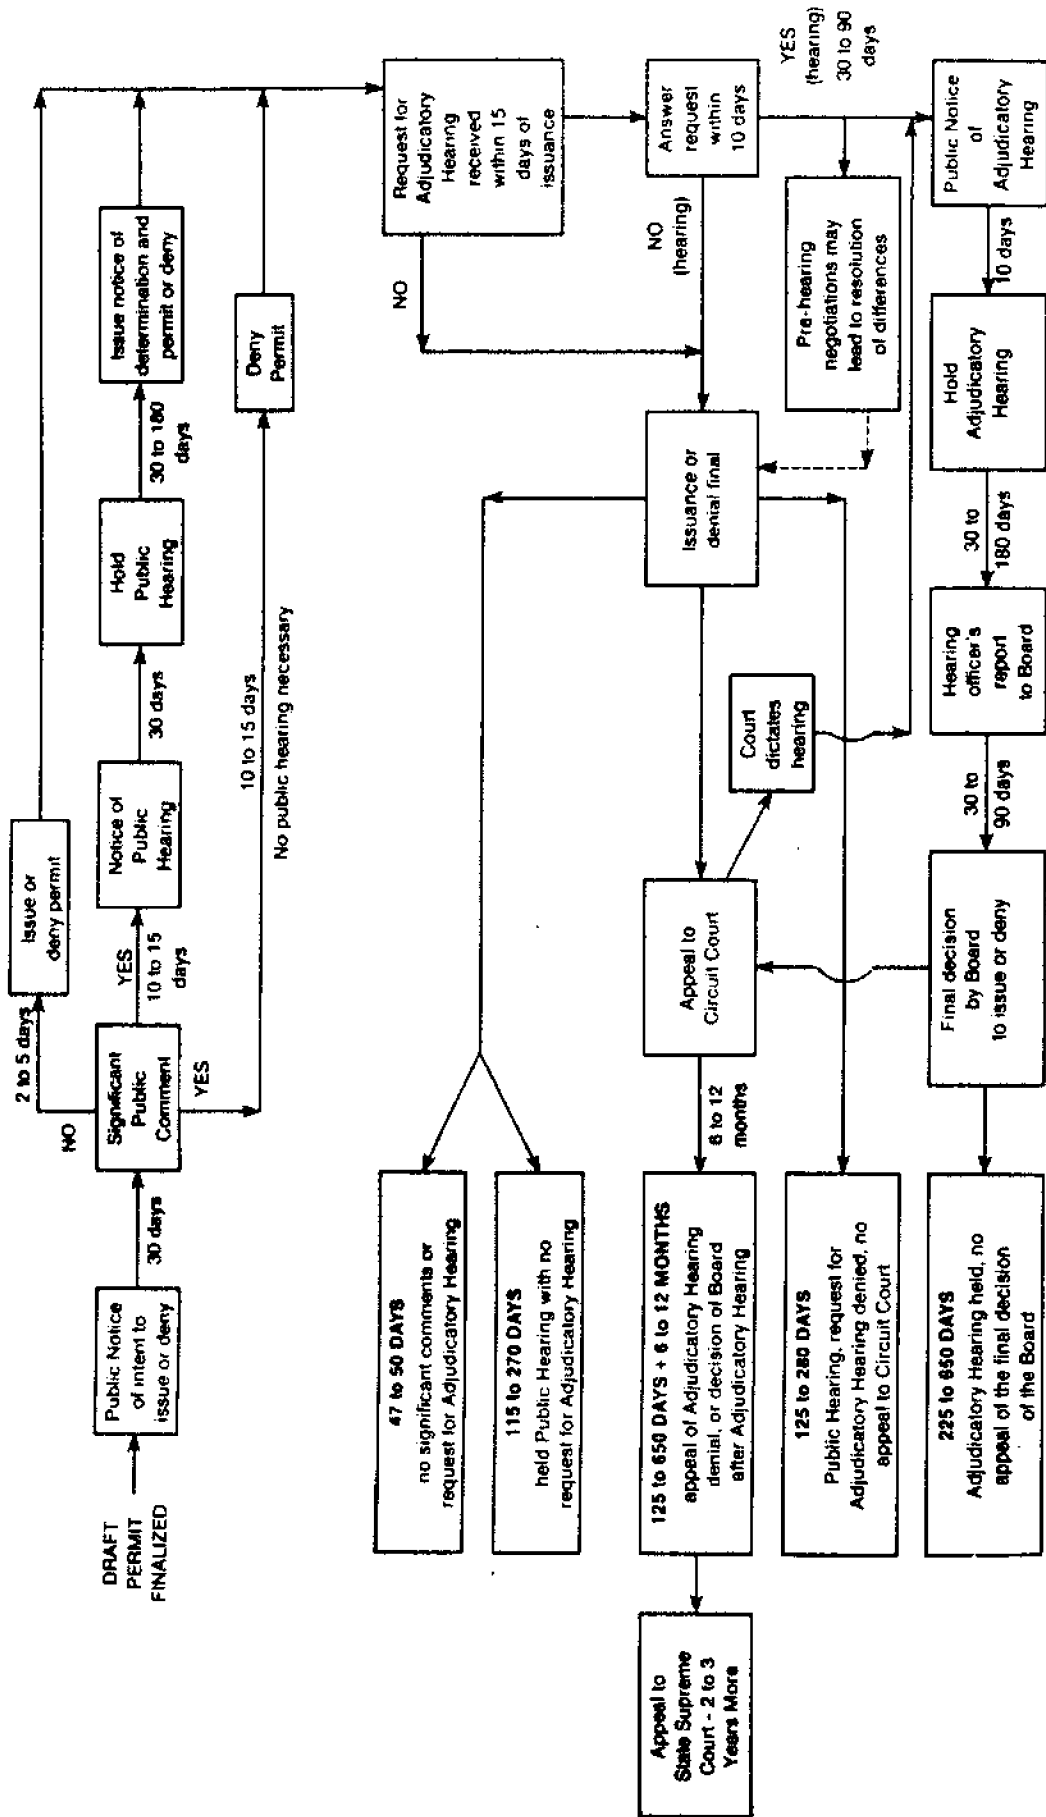 DRAFT
PERMIT
FINALIZED
Public Notice
of intent to
issue or deny
30 days
Significant
Public
Comment
NO
2 to 5 days
Issue or
deny permit
YES
10 to 15
days
Notice of
Public
Hearing
30 days
Hold
Public
Hearing
30 to 180
days
Issue notice of
determination and
permit or deny
YES
10 to 15 days
No public hearing necessary
Deny
Permit
Request for
Adjudicatory
Hearing
received
within 15
days of
issuance
NO
Answer
request
within
10 days
NO
(hearing)
YES
(hearing)
30 to 90
days
Pre-hearing
negotiations may
lead to resolution
of differences
Public Notice
of
Adjudicatory
Hearing
10 days
Hold
Adjudicatory
Hearing
30 to
180 days
Hearing
officer's
report
to Board
30 to
90 days
Final decision
by Board
to issue or deny
Issuance or
denial final
Court
dictates
hearing
Appeal to
Circuit Court
6 to 12
months
47 to 50 DAYS
no significant comments or
request for Adjudicatory Hearing
115 to 270 DAYS
held Public Hearing with no
request for Adjudicatory Hearing
125 to 650 DAYS + 6 to 12 MONTHS
appeal of Adjudicatory Hearing
denial, or decision of Board
after Adjudicatory Hearing
125 to 280 DAYS
Public Hearing, request for
Adjudicatory Hearing denied, no
appeal to Circuit Court
225 to 650 DAYS
Adjudicatory Hearing held, no
appeal of the final decision
of the Board
Appeal to
State Supreme
Court - 2 to 3
Years More